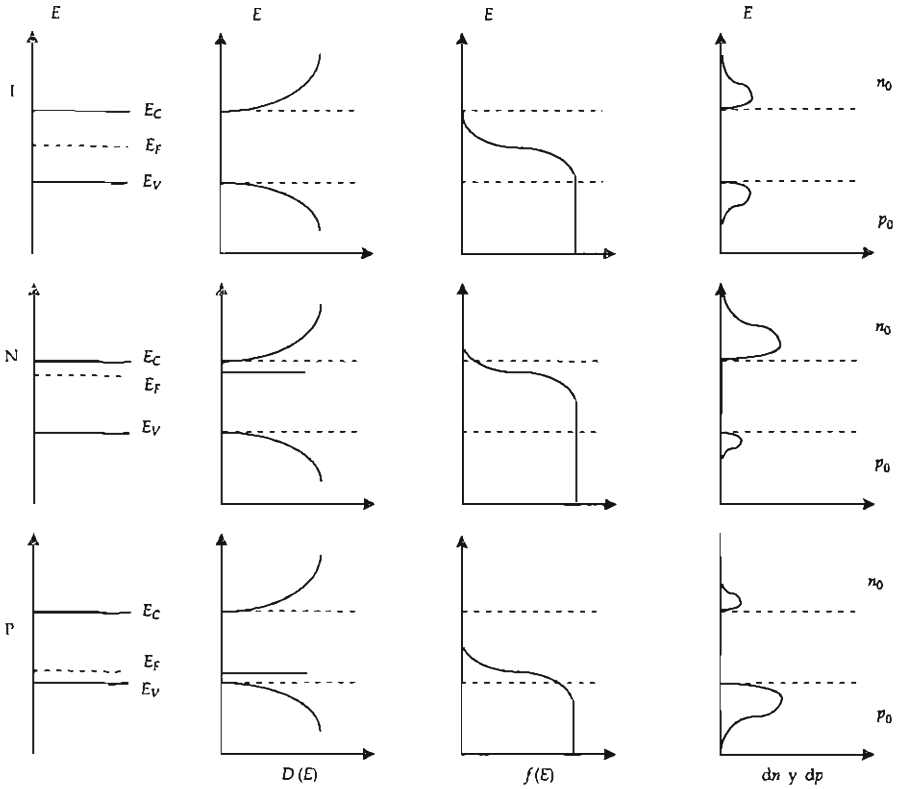 E E E E
I
E_C
E_F
E_V
n_0
p_0
N
E_C
E_F
E_V
n_0
p_0
P
E_C
E_F
E_V
n_0
p_0
D (E) f (E) dn y dp